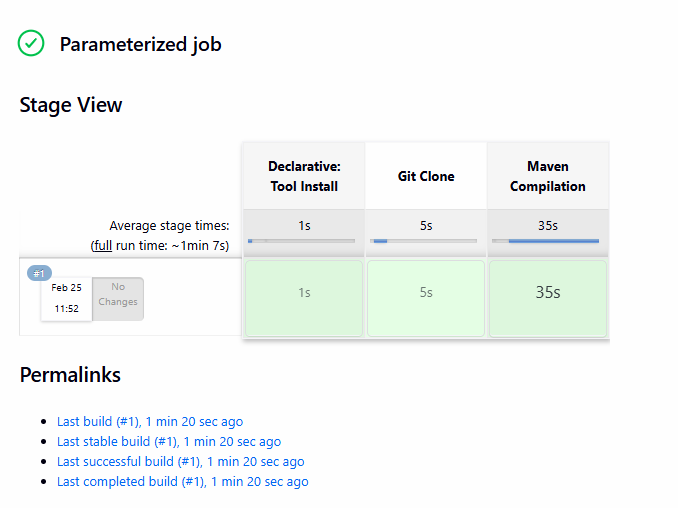 Parameterized job
Stage View
Declarative:
Tool Install
Git Clone
Maven
Compilation
Average stage times:
(full run time: ~1min 7s)
1s
5s
35s
#1
Feb 25
11:52
No
Changes
1s
5s
35s
Permalinks
Last build (#1), 1 min 20 sec ago
Last stable build (#1), 1 min 20 sec ago
Last successful build (#1), 1 min 20 sec ago
Last completed build (#1), 1 min 20 sec ago